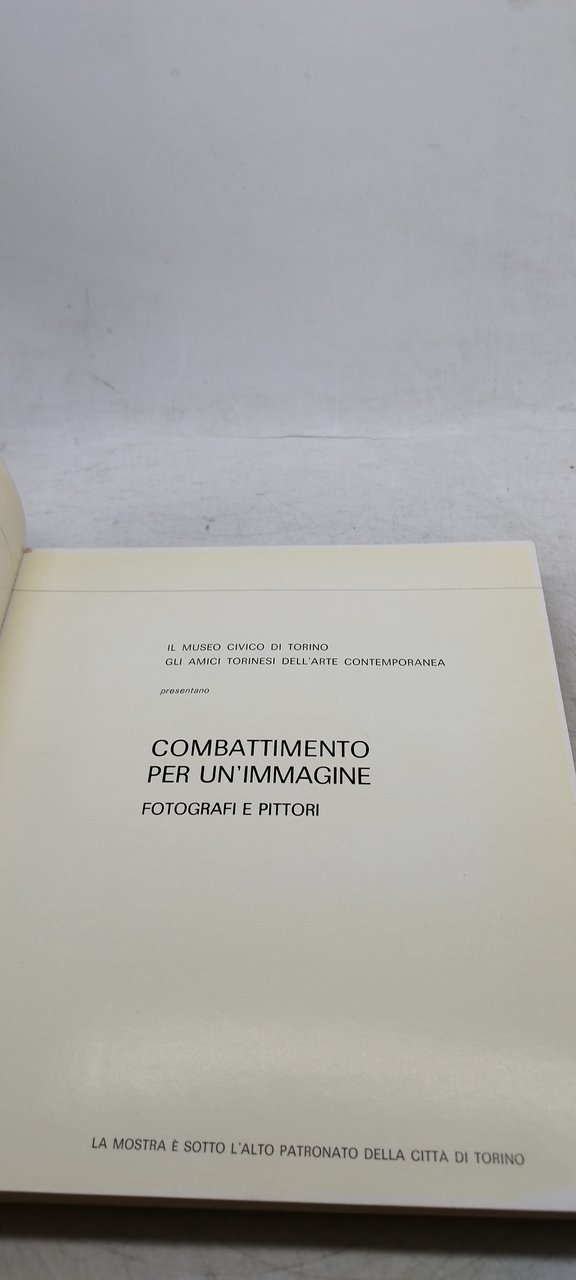 IL MUSEO CIVICO DI TORINO
GLI AMICI TORINESI DELL'ARTE CONTEMPORANEA
presentano
COMBATTIMENTO
PER UN'IMMAGINE
FOTOGRAFI E PITTORI
LA MOSTRA È SOTTO L'ALTO PATRONATO DELLA CITTÀ DI TORINO